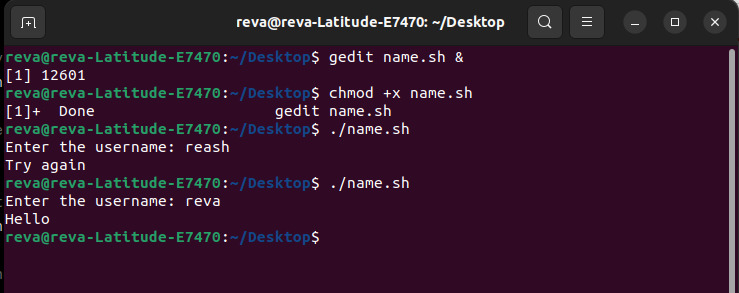 reva@reva-Latitude-E7470: ~/Desktop
reva@reva-Latitude-E7470:~/Desktop$ gedit name.sh &
[1] 12601
reva@reva-Latitude-E7470:~/Desktop$ chmod +x name.sh
[1]+  Done                    gedit name.sh
reva@reva-Latitude-E7470:~/Desktop$ ./name.sh
Enter the username: reash
Try again
reva@reva-Latitude-E7470:~/Desktop$ ./name.sh
Enter the username: reva
Hello
reva@reva-Latitude-E7470:~/Desktop$